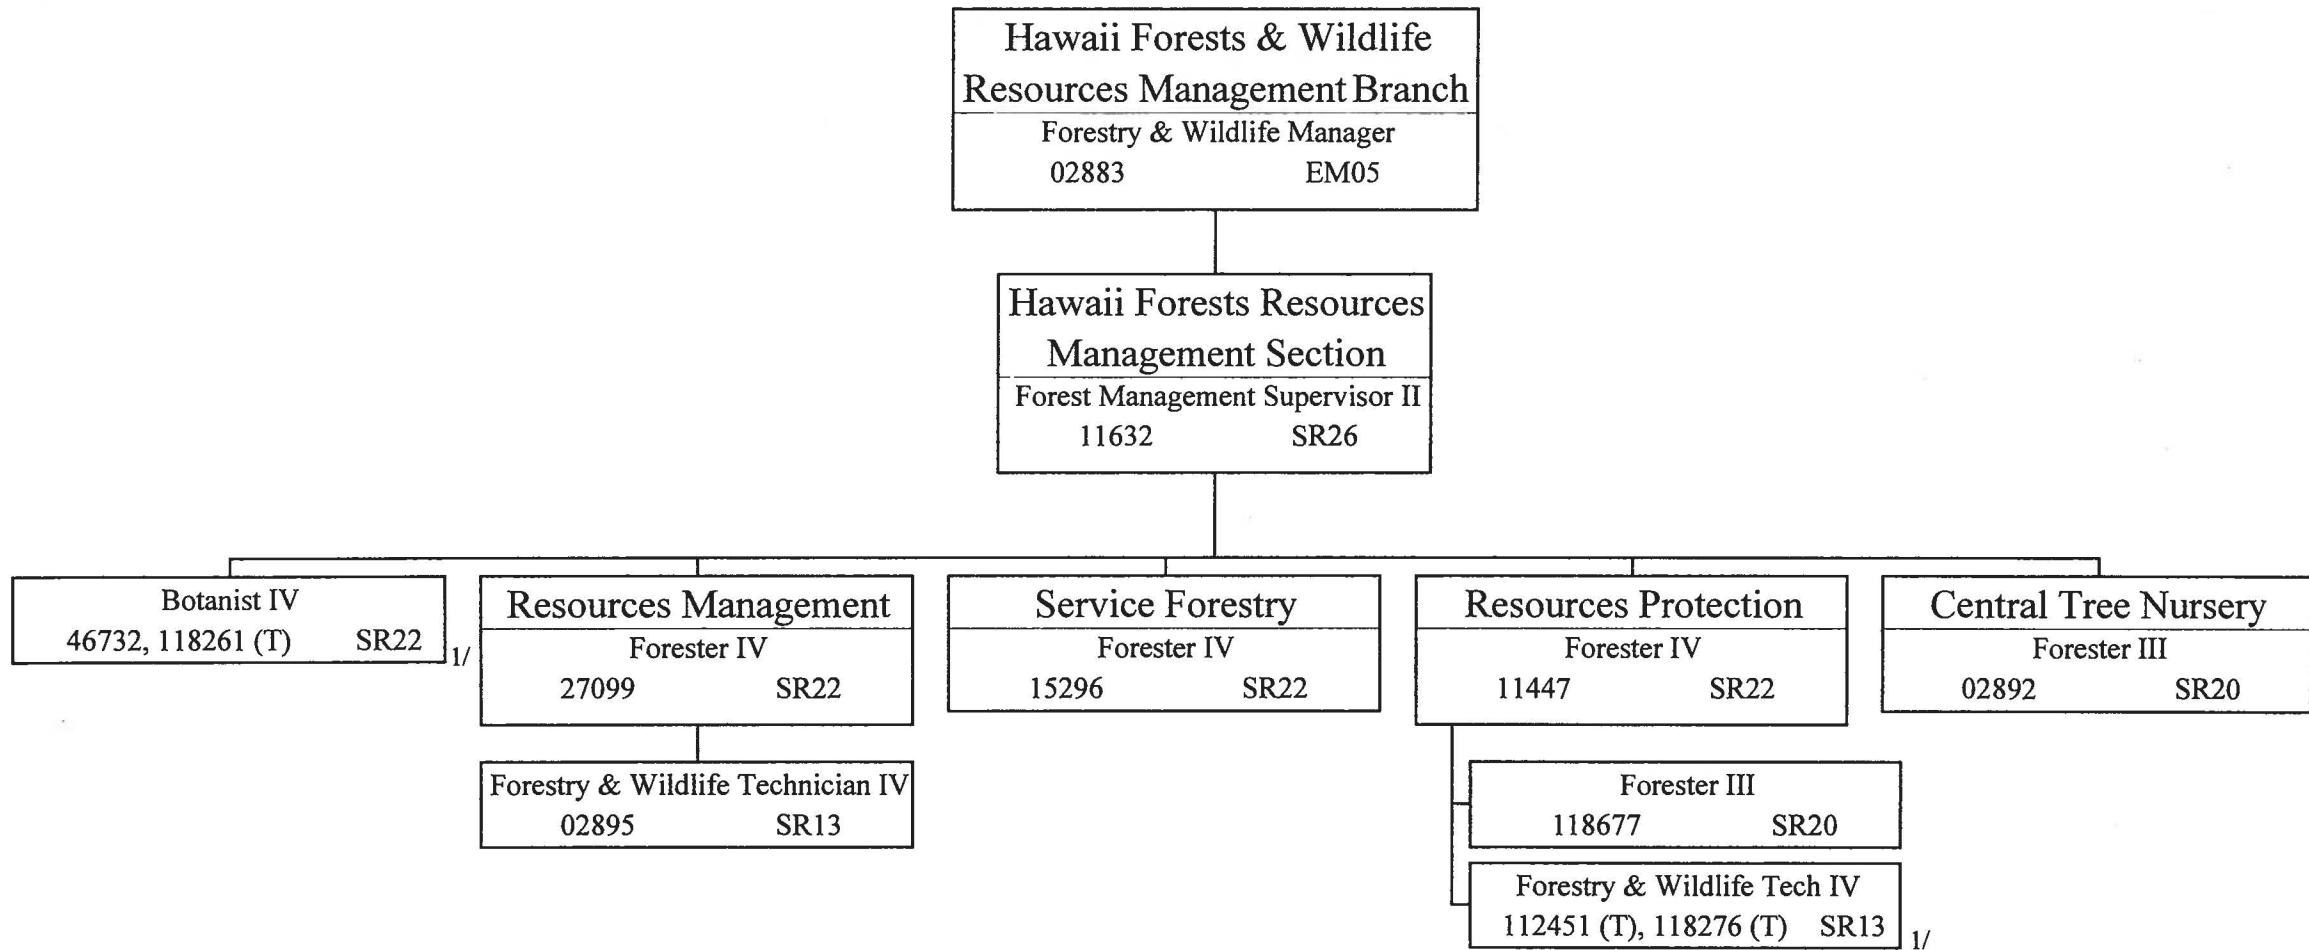 Hawaii Forests & Wildlife
Resources Management Branch
Forestry & Wildlife Manager
02883 EM05
Hawaii Forests Resources
Management Section
Forest Management Supervisor II
11632 SR26
Botanist IV
46732, 118261 (T) SR22
1/
Resources Management
Forester IV
27099 SR22
Forestry & Wildlife Technician IV
02895 SR13
Service Forestry
Forester IV
15296 SR22
Resources Protection
Forester IV
11447 SR22
Forester III
118677 SR20
Forestry & Wildlife Tech IV
112451 (T), 118276 (T) SR13
1/
Central Tree Nursery
Forester III
02892 SR20